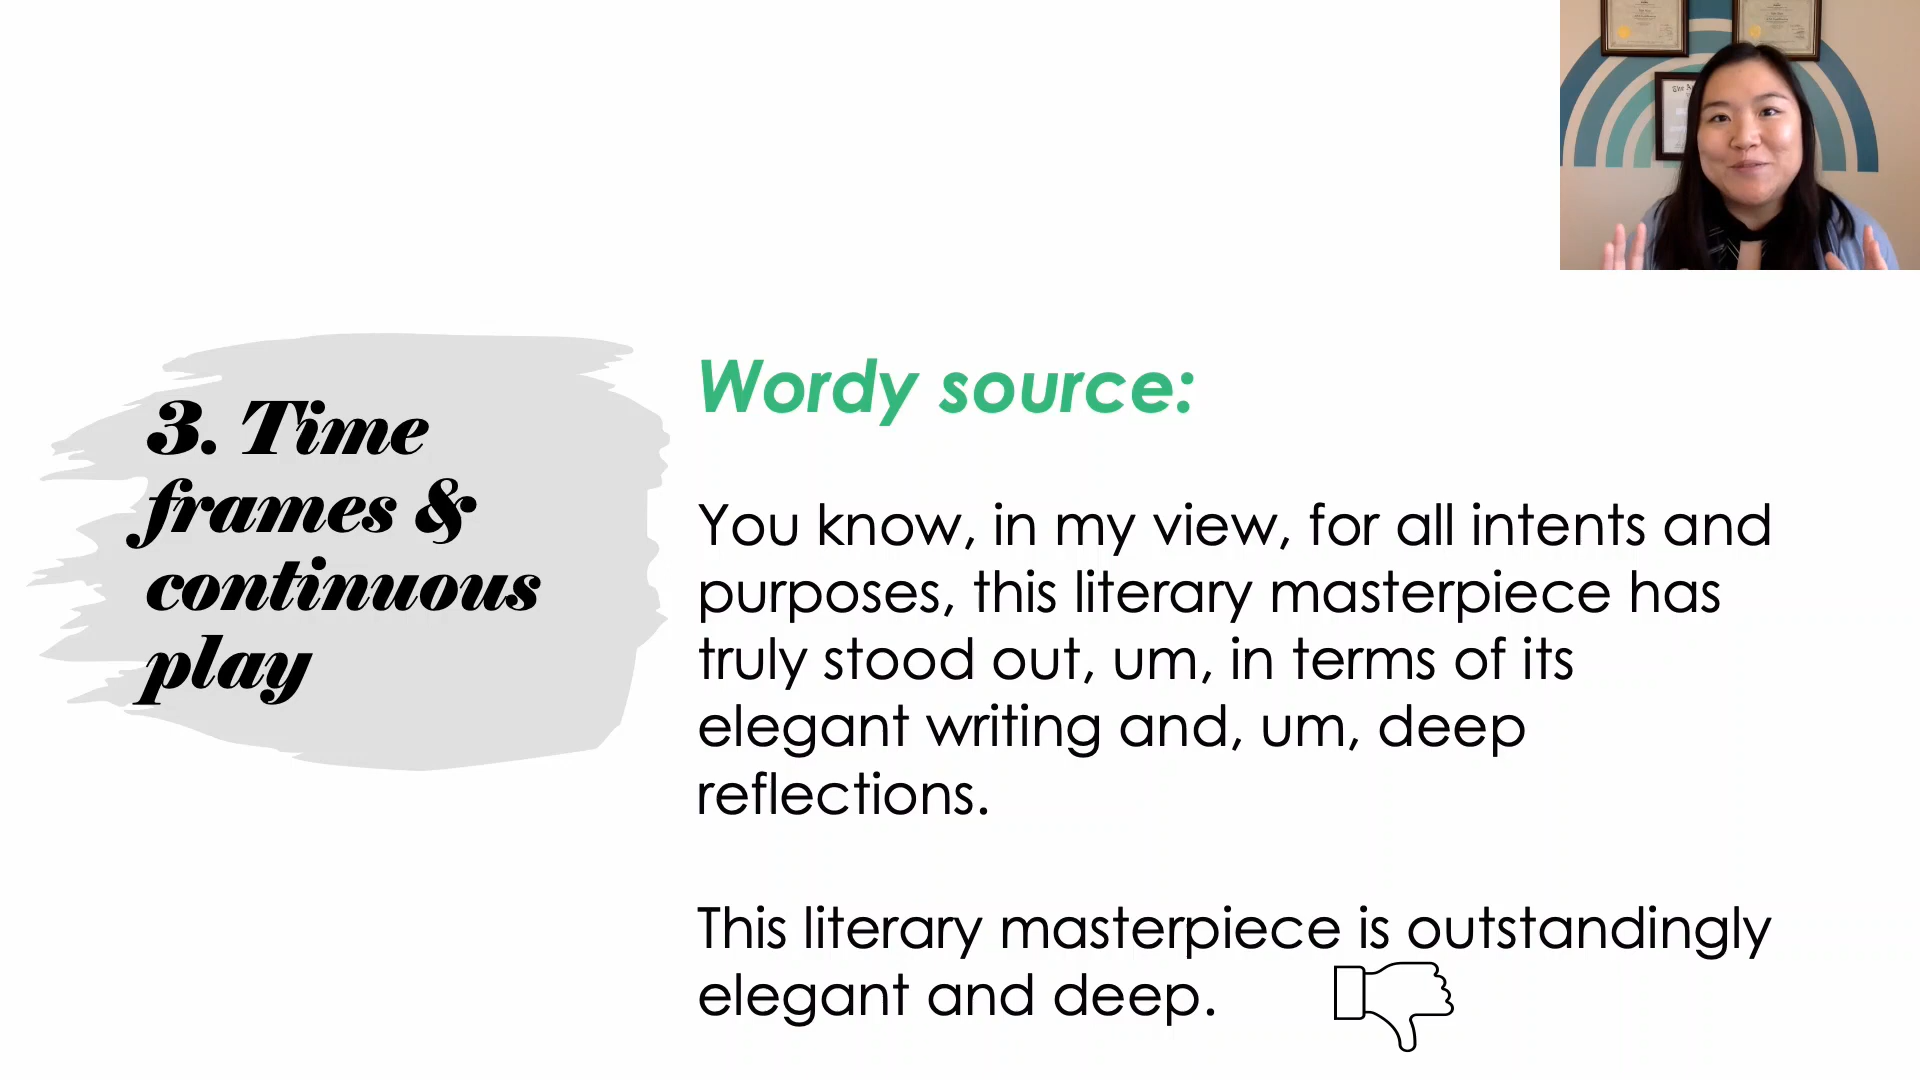 3. Time
frames &
continuous
play
Wordy source:
You know, in my view, for all intents and
purposes, this literary masterpiece has
truly stood out, um, in terms of its
elegant writing and, um, deep
reflections.
This literary masterpiece is outstandingly
elegant and deep.